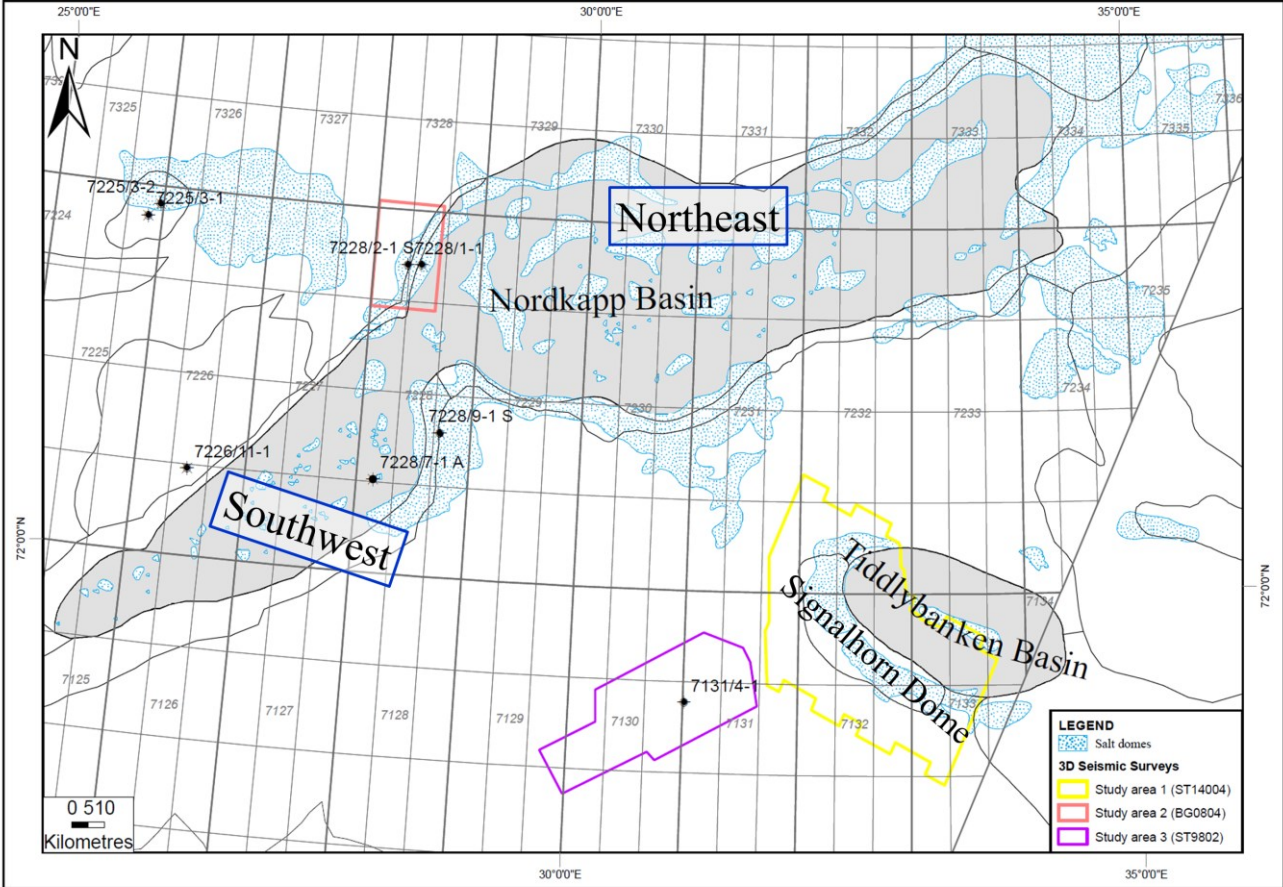 25°0'0"E 30°0'0"E 35°0'0"E
N
7325
7326
7327
7328
7329
7330
7331
7332
7333
7334
7335
7336
7225/3-2
7225/3-1
7224
Northeast
7228/2-1 S
7228/1-1
Nordkapp Basin
7235
7225
7226
7227
7228
7229
7230
7231
7232
7233
7234
7228/9-1 S
7226/11-1
7228/7-1 A
Southwest
72°0'0"N
72°0'0"N
Tiddlybanken Basin
Signalhorn Dome
7134
7125
7126
7127
7128
7129
7130
7131
7132
7133
7131/4-1
LEGEND
Salt domes
3D Seismic Surveys
Study area 1 (ST14004)
Study area 2 (BG0804)
Study area 3 (ST9802)
0 510
Kilometres
30°0'0"E 35°0'0"E